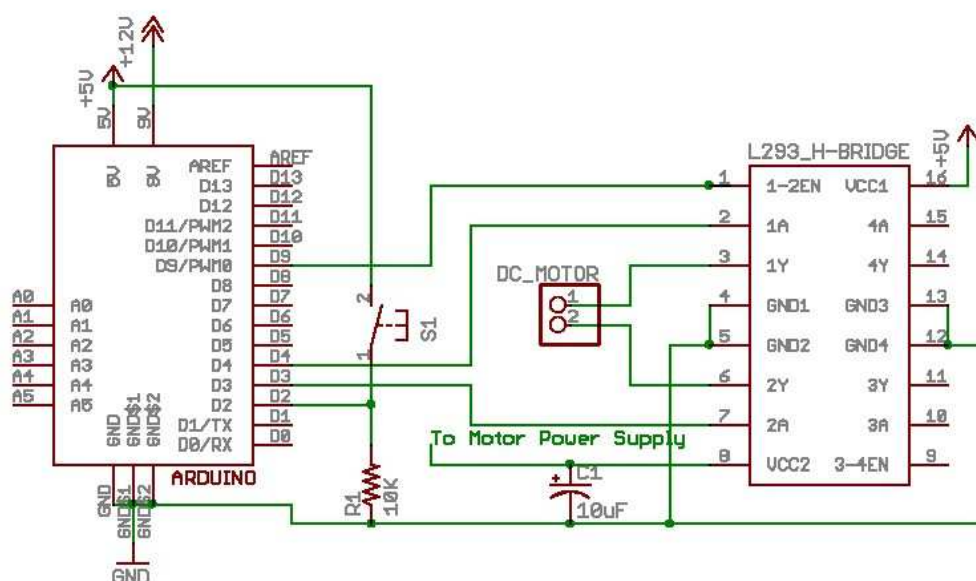 +12V
+5V
5V
9V
5V
9V
AREF
AREF
D13
D13
D12
D12
D11/PWM2
D11
D10/PWM1
D10
D9/PWM0
D9
D8
D8
D7
D7
D6
D6
D5
D5
D4
D4
D3
D3
D2
D2
D1/TX
D1
D0/RX
D0
A0
A0
A1
A1
A2
A2
A3
A3
A4
A4
A5
A5
GND
GND$1
GND$2
ARDUINO
GND
GND$1
GND$2
GND
2
1
S1
R1
10K
DC_MOTOR
1
2
To Motor Power Supply
+
C1
10uF
L293_H-BRIDGE
+5V
1 1-2EN VCC1 16
2 1A 4A 15
3 1Y 4Y 14
4 GND1 GND3 13
5 GND2 GND4 12
6 2Y 3Y 11
7 2A 3A 10
8 VCC2 3-4EN 9